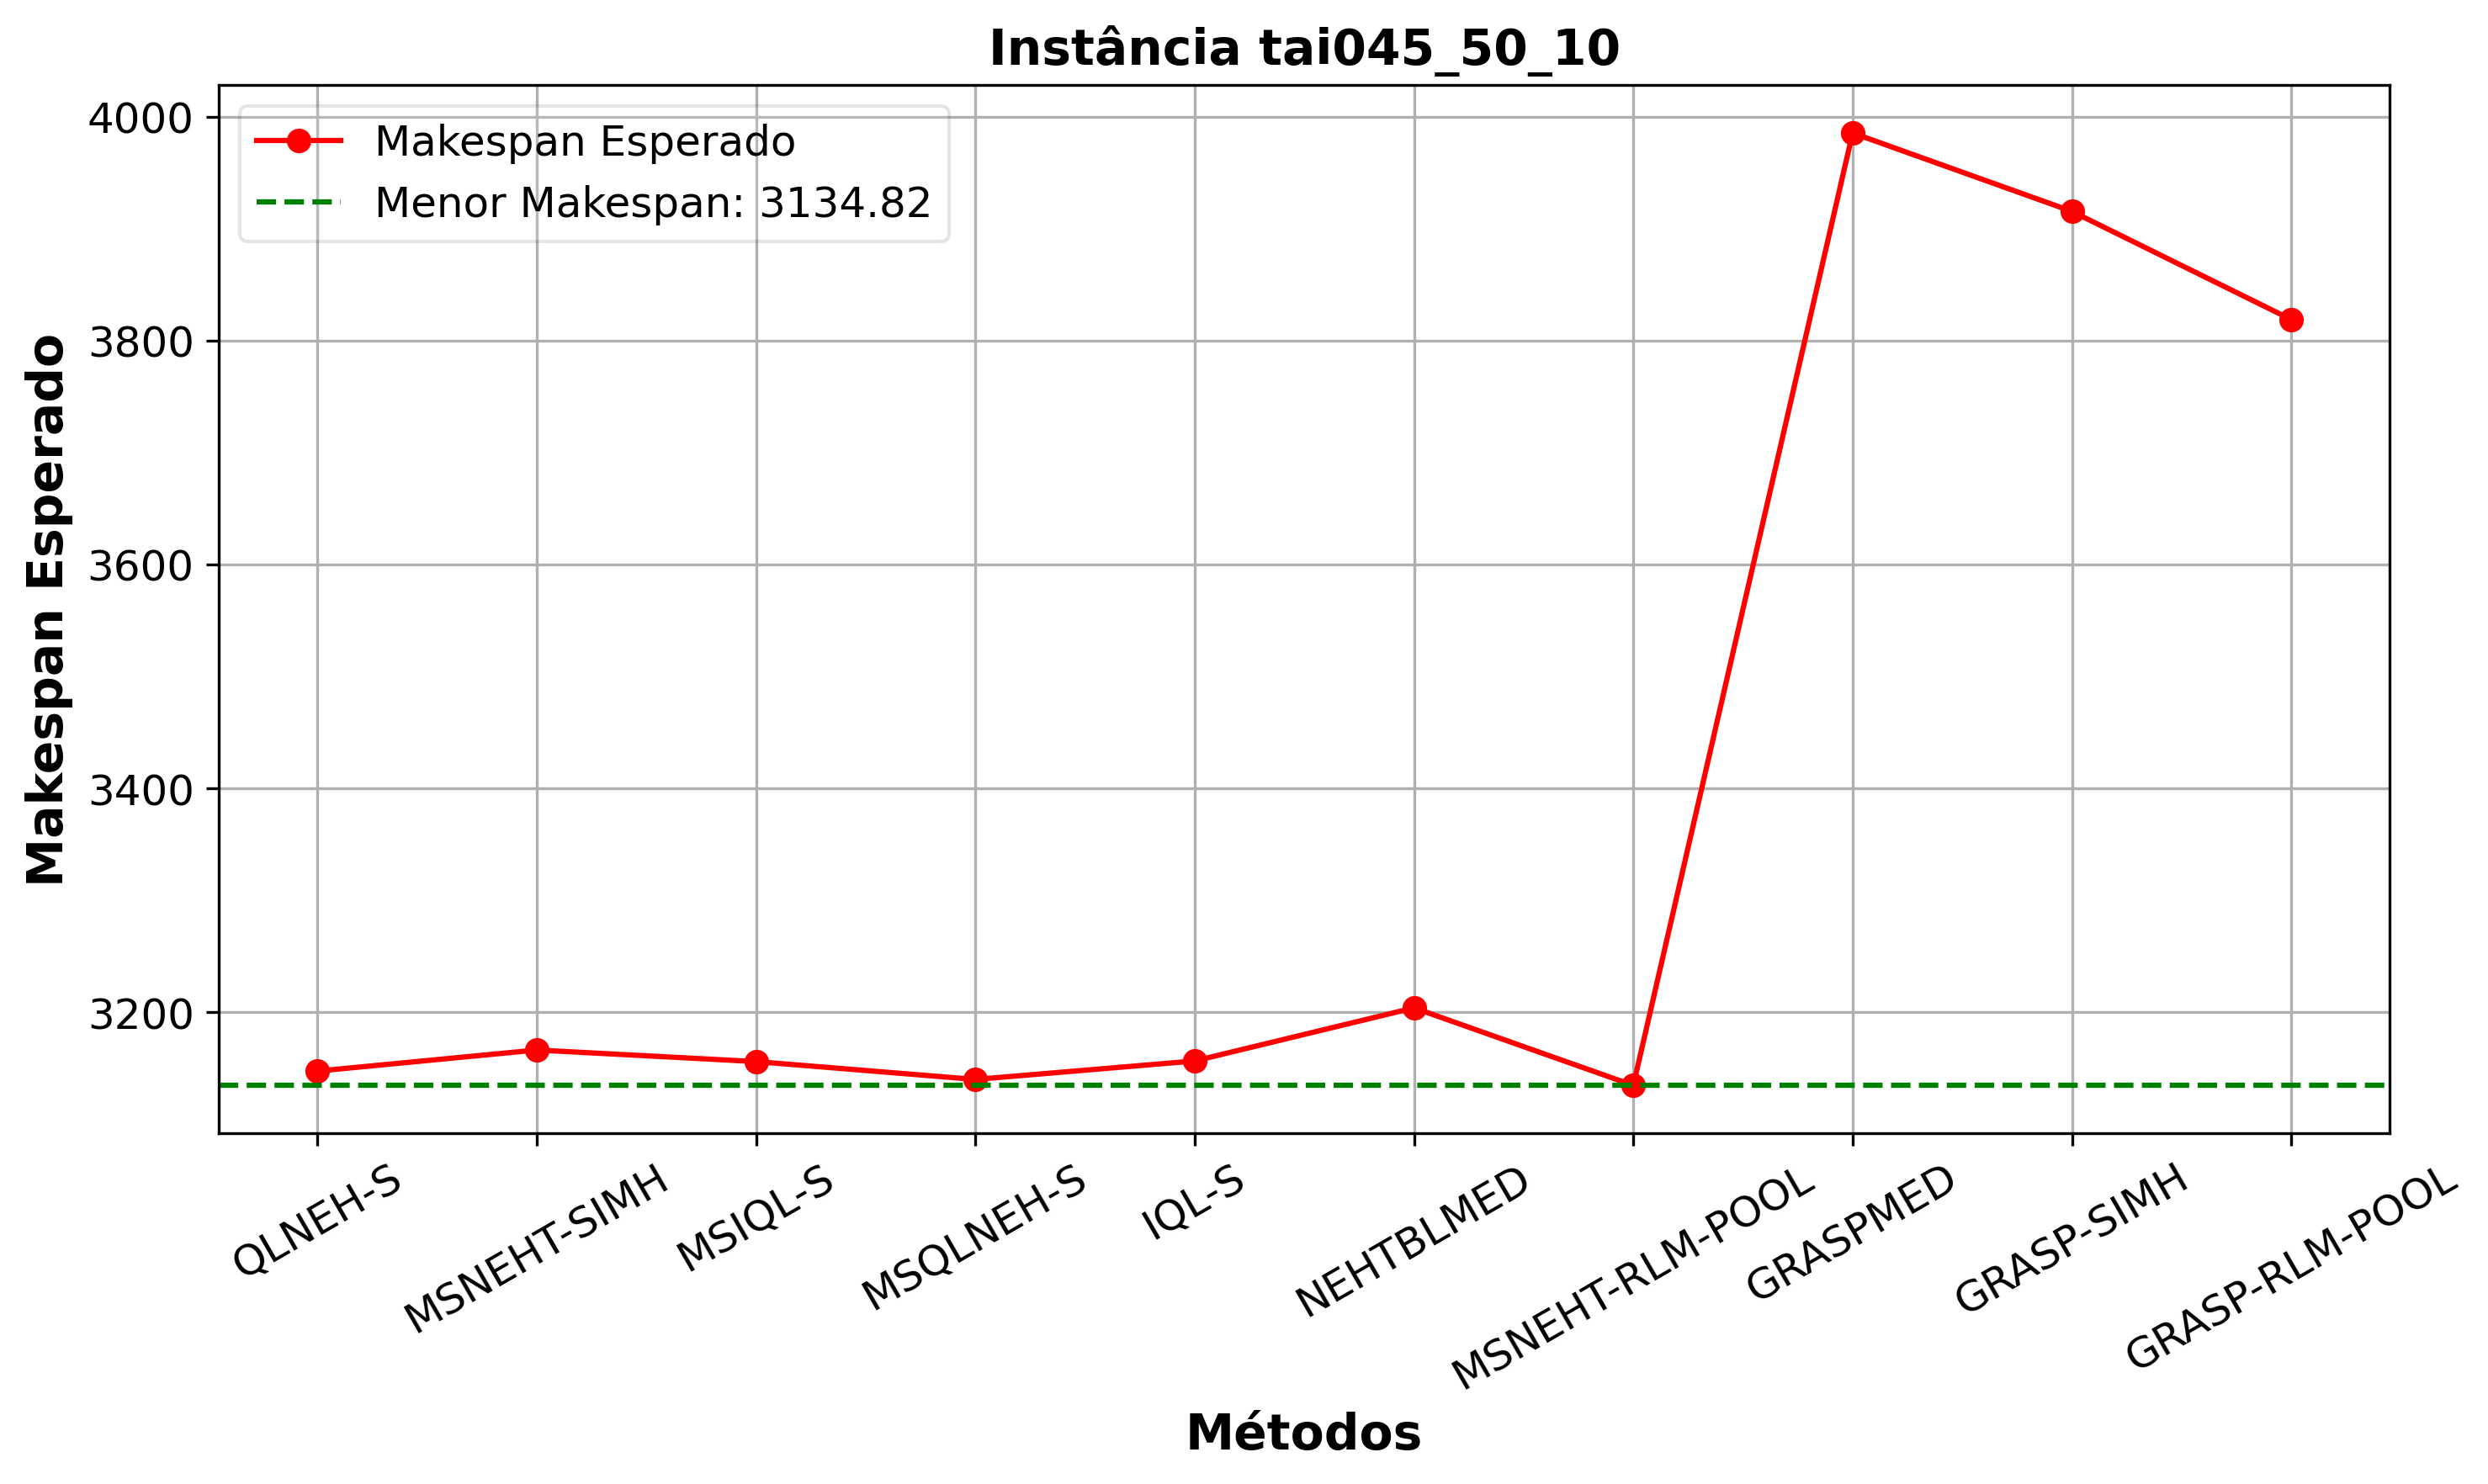 Instância tai045_50_10
Makespan Esperado
Menor Makespan: 3134.82
Makespan Esperado
4000
3800
3600
3400
3200
QLNEH-S
MSNEHT-SIMH
MSIQL-S
MSQLNEH-S
IQL-S
NEHTBLMED
MSNEHT-RLM-POOL
GRASPMED
GRASP-SIMH
GRASP-RLM-POOL
Métodos